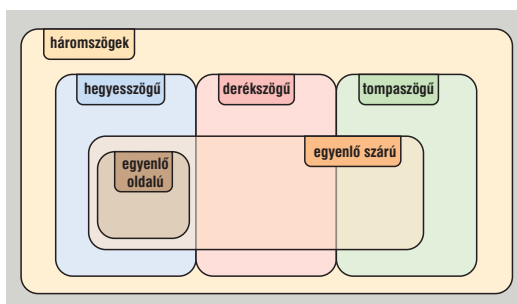 háromszögek
hegyesszögű
derékszögű
tompaszögű
egyenlő szárú
egyenlő
oldalú